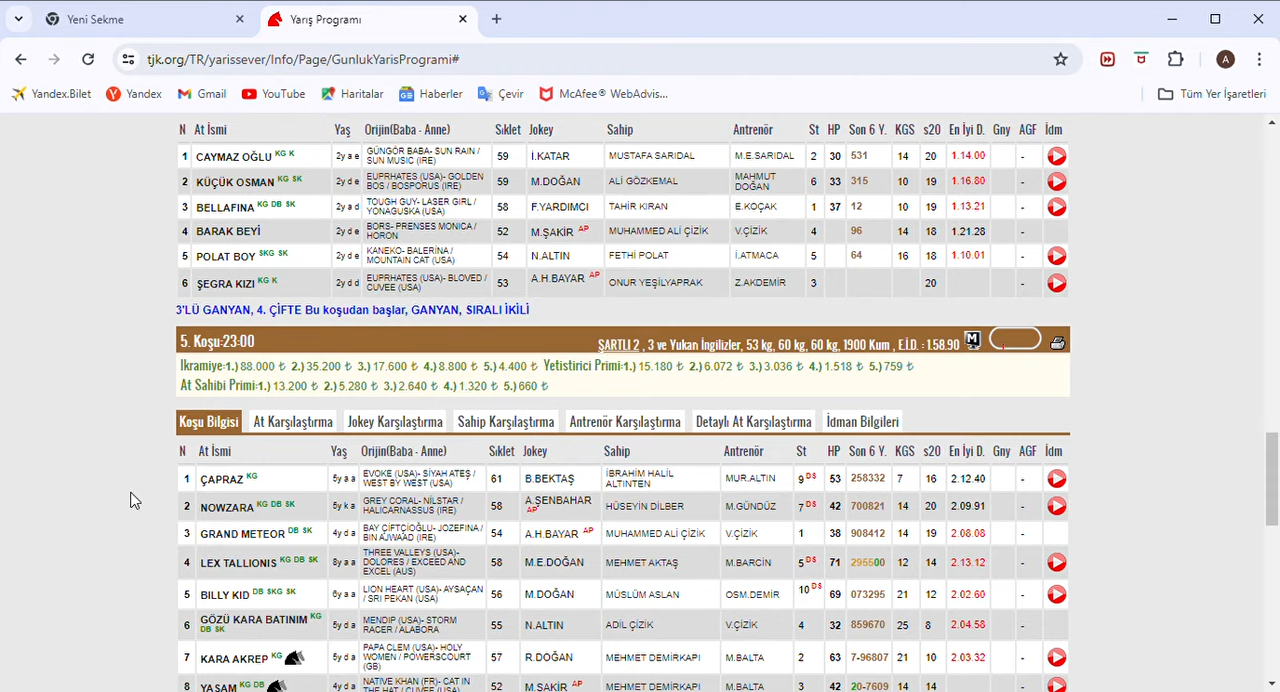 Yeni Sekme
Yarış Programı
tjk.org/TR/yarissever/Info/Page/GunlukYarisProgrami#
A
Yandex.Bilet Yandex Gmail YouTube Haritalar Haberler Çevir McAfee® WebAdvis... Tüm Yer İşaretleri
N At İsmi Yaş Orijin(Baba - Anne) Sıklet Jokey Sahip Antrenör St HP Son 6 Y. KGS s20 En İyi D. Gny AGF İdm
1 CAYMAZ OĞLU KG K 2y a e GÜNGÖR BABA- SUN RAIN / SUN MUSIC (IRE) 59 İ.KATAR MUSTAFA SARIDAL M.E.SARIDAL 2 30 531 14 20 1.14.00 -
2 KÜÇÜK OSMAN KG SK 2y d e EUPRHATES (USA)- GOLDEN BOS / BOSPORUS (IRE) 59 M.DOĞAN ALİ GÖZKEMAL MAHMUT DOĞAN 6 33 315 10 19 1.16.80 -
3 BELLAFINA KG DB SK 2y a d TOUGH GUY- LASER GIRL / YONAGUSKA (USA) 58 F.YARDIMCI TAHİR KIRAN E.KOÇAK 1 37 12 10 19 1.13.21 -
4 BARAK BEYİ 2y d e BORS- PRENSES MONICA / HORON 52 M.ŞAKİR AP MUHAMMED ALİ ÇİZİK V.ÇİZİK 4 96 14 18 1.21.28 -
5 POLAT BOY SKG SK 2y d e KANEKO- BALERİNA / MOUNTAIN CAT (USA) 54 N.ALTIN FETHİ POLAT İ.ATMACA 5 64 16 18 1.10.01 -
6 ŞEGRA KIZI KG K 2y d d EUPRHATES (USA)- BLOVED / CUVEE (USA) 53 A.H.BAYAR AP ONUR YEŞİLYAPRAK Z.AKDEMİR 3 20 -
3'LÜ GANYAN, 4. ÇİFTE Bu koşudan başlar, GANYAN, SIRALI İKİLİ
5. Koşu:23:00 ŞARTLI 2 , 3 ve Yukarı İngilizler, 53 kg, 60 kg, 60 kg, 1900 Kum , E.İ.D. : 1.58.90 M
İkramiye:1.) 88.000 ₺ 2.) 35.200 ₺ 3.) 17.600 ₺ 4.) 8.800 ₺ 5.) 4.400 ₺ Yetistirici Primi:1.) 15.180 ₺ 2.) 6.072 ₺ 3.) 3.036 ₺ 4.) 1.518 ₺ 5.) 759 ₺
At Sahibi Primi:1.) 13.200 ₺ 2.) 5.280 ₺ 3.) 2.640 ₺ 4.) 1.320 ₺ 5.) 660 ₺
Koşu Bilgisi At Karşılaştırma Jokey Karşılaştırma Sahip Karşılaştırma Antrenör Karşılaştırma Detaylı At Karşılaştırma İdman Bilgileri
N At İsmi Yaş Orijin(Baba - Anne) Sıklet Jokey Sahip Antrenör St HP Son 6 Y. KGS s20 En İyi D. Gny AGF İdm
1 ÇAPRAZ KG 5y a a EVOKE (USA)- SİYAH ATEŞ / WEST BY WEST (USA) 61 B.BEKTAŞ İBRAHİM HALİL ALTINTEN MUR.ALTIN 9 DS 53 258332 7 16 2.12.40 -
2 NOWZARA KG DB SK 5y k a GREY CORAL- NİLSTAR / HALICARNASSUS (IRE) 58 A.ŞENBAHAR AP HÜSEYİN DİLBER M.GÜNDÜZ 7 DS 42 700821 14 20 2.09.91 -
3 GRAND METEOR DB SK 4y d a BAY ÇİFTÇİOĞLU- JOZEFINA / BIN AJWAAD (IRE) 54 A.H.BAYAR AP MUHAMMED ALİ ÇİZİK V.ÇİZİK 1 38 908412 14 19 2.08.08 -
4 LEX TALLIONIS KG DB SK 8y a a THREE VALLEYS (USA)- DOLORES / EXCEED AND EXCEL (AUS) 58 M.E.DOĞAN MEHMET AKTAŞ M.BARCIN 5 DS 71 295500 12 14 2.13.12 -
5 BILLY KID DB SKG SK 6y a a LION HEART (USA)- AYSAÇAN / SRI PEKAN (USA) 56 M.DOĞAN MÜSLÜM ASLAN OSM.DEMİR 10 DS 69 073295 21 12 2.02.60 -
6 GÖZÜ KARA BATINIM KG DB SK 5y d a MENDIP (USA)- STORM RACER / ALABORA 55 N.ALTIN ADİL ÇİZİK V.ÇİZİK 4 32 859670 25 8 2.04.58 -
7 KARA AKREP KG 5y d a PAPA CLEM (USA)- HOLY WOMEN / POWERSCOURT (GB) 57 R.DOĞAN MEHMET DEMİRKAPI M.BALTA 2 63 7-96807 21 10 2.03.32 -
8 YASAM KG DB 4y d a NATIVE KHAN (FR)- CAT IN THE HAT / CUVEE (USA) 52 M.ŞAKİR AP MEHMET DEMİRKAPI M.BALTA 3 42 20-7609 14 14 -